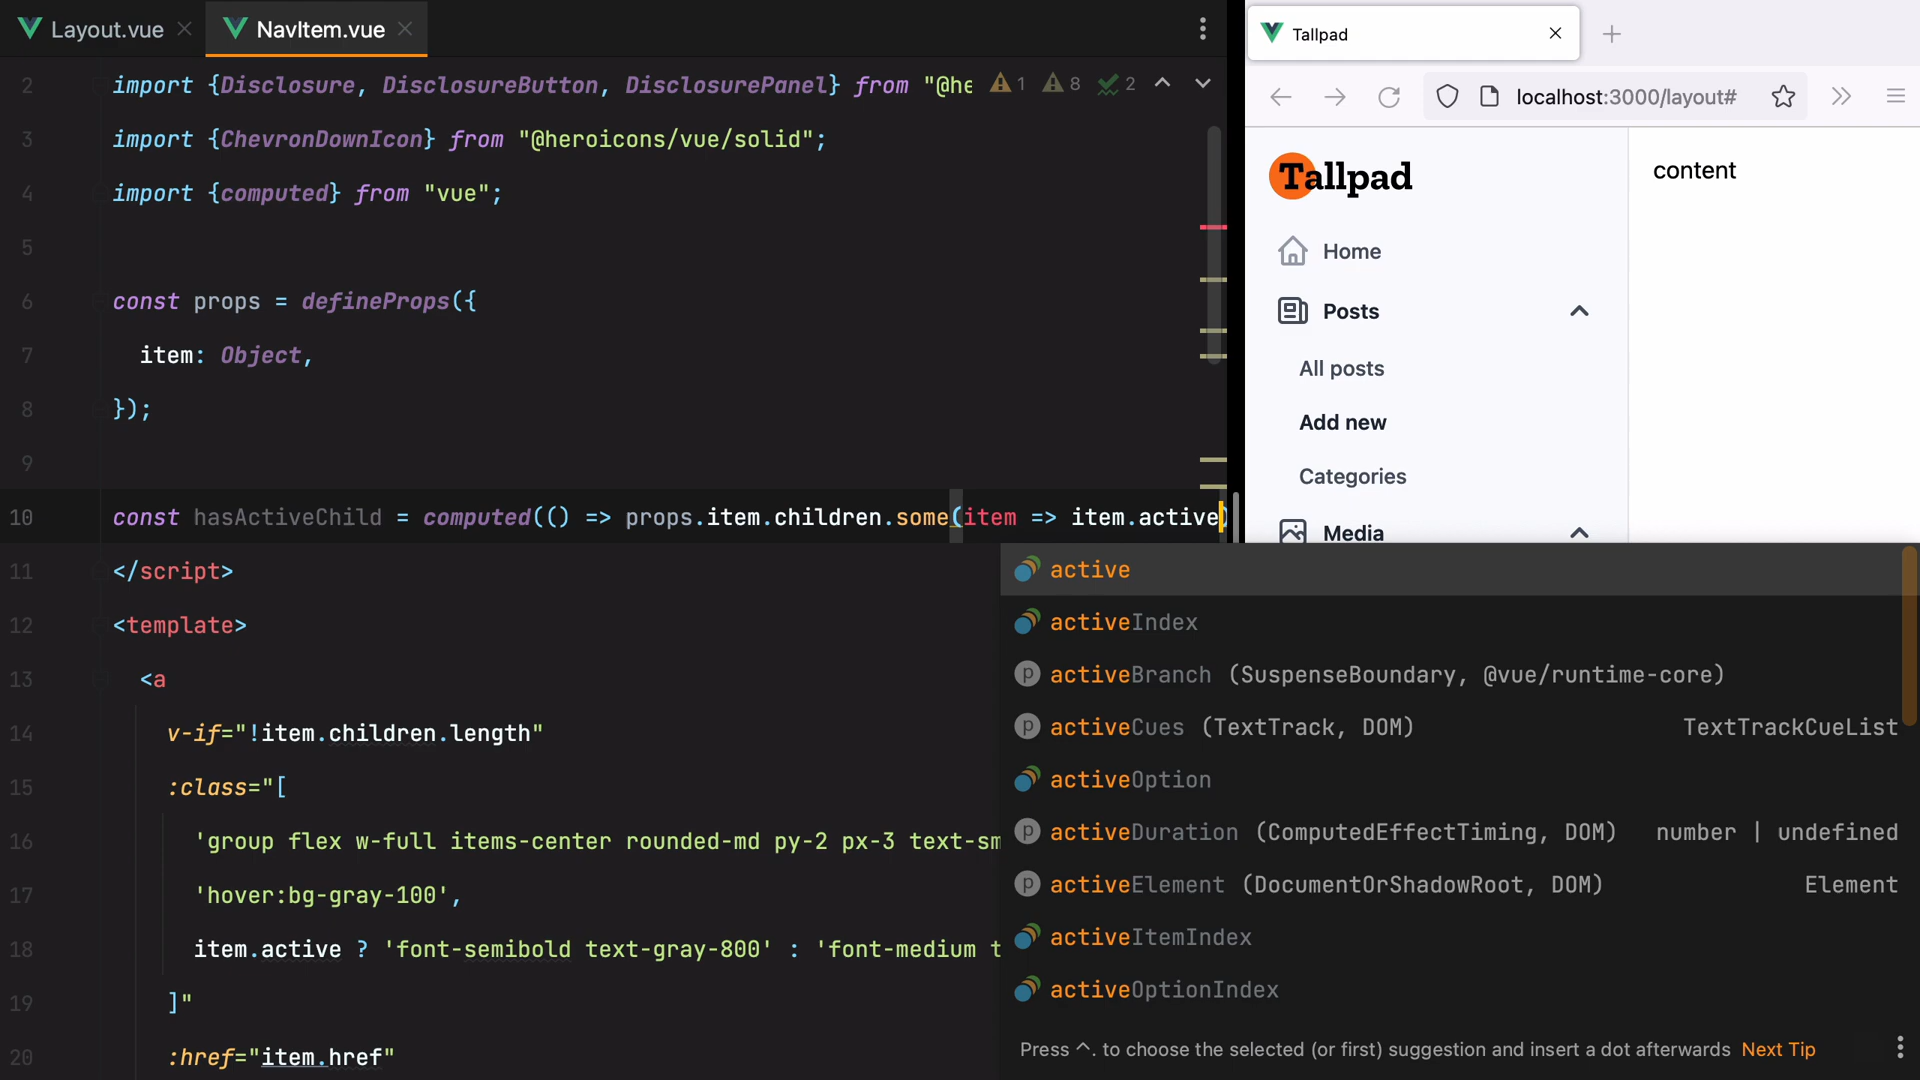 Layout.vue
NavItem.vue
2 import {Disclosure, DisclosureButton, DisclosurePanel} from "@he
1 8 2
3 import {ChevronDownIcon} from "@heroicons/vue/solid";
4 import {computed} from "vue";
5
6 const props = defineProps({
7 item: Object,
8 });
9
10 const hasActiveChild = computed(() => props.item.children.some(item => item.active)
11 </script>
12 <template>
13 <a
14 v-if="!item.children.length"
15 :class="[
16 'group flex w-full items-center rounded-md py-2 px-3 text-sm
17 'hover:bg-gray-100',
18 item.active ? 'font-semibold text-gray-800' : 'font-medium t
19 ]"
20 :href="item.href"
active
activeIndex
activeBranch (SuspenseBoundary, @vue/runtime-core)
activeCues (TextTrack, DOM) TextTrackCueList
activeOption
activeDuration (ComputedEffectTiming, DOM) number | undefined
activeElement (DocumentOrShadowRoot, DOM) Element
activeItemIndex
activeOptionIndex
Press ^. to choose the selected (or first) suggestion and insert a dot afterwards Next Tip
Tallpad
localhost:3000/layout#
Tallpad
Home
Posts
All posts
Add new
Categories
Media
content